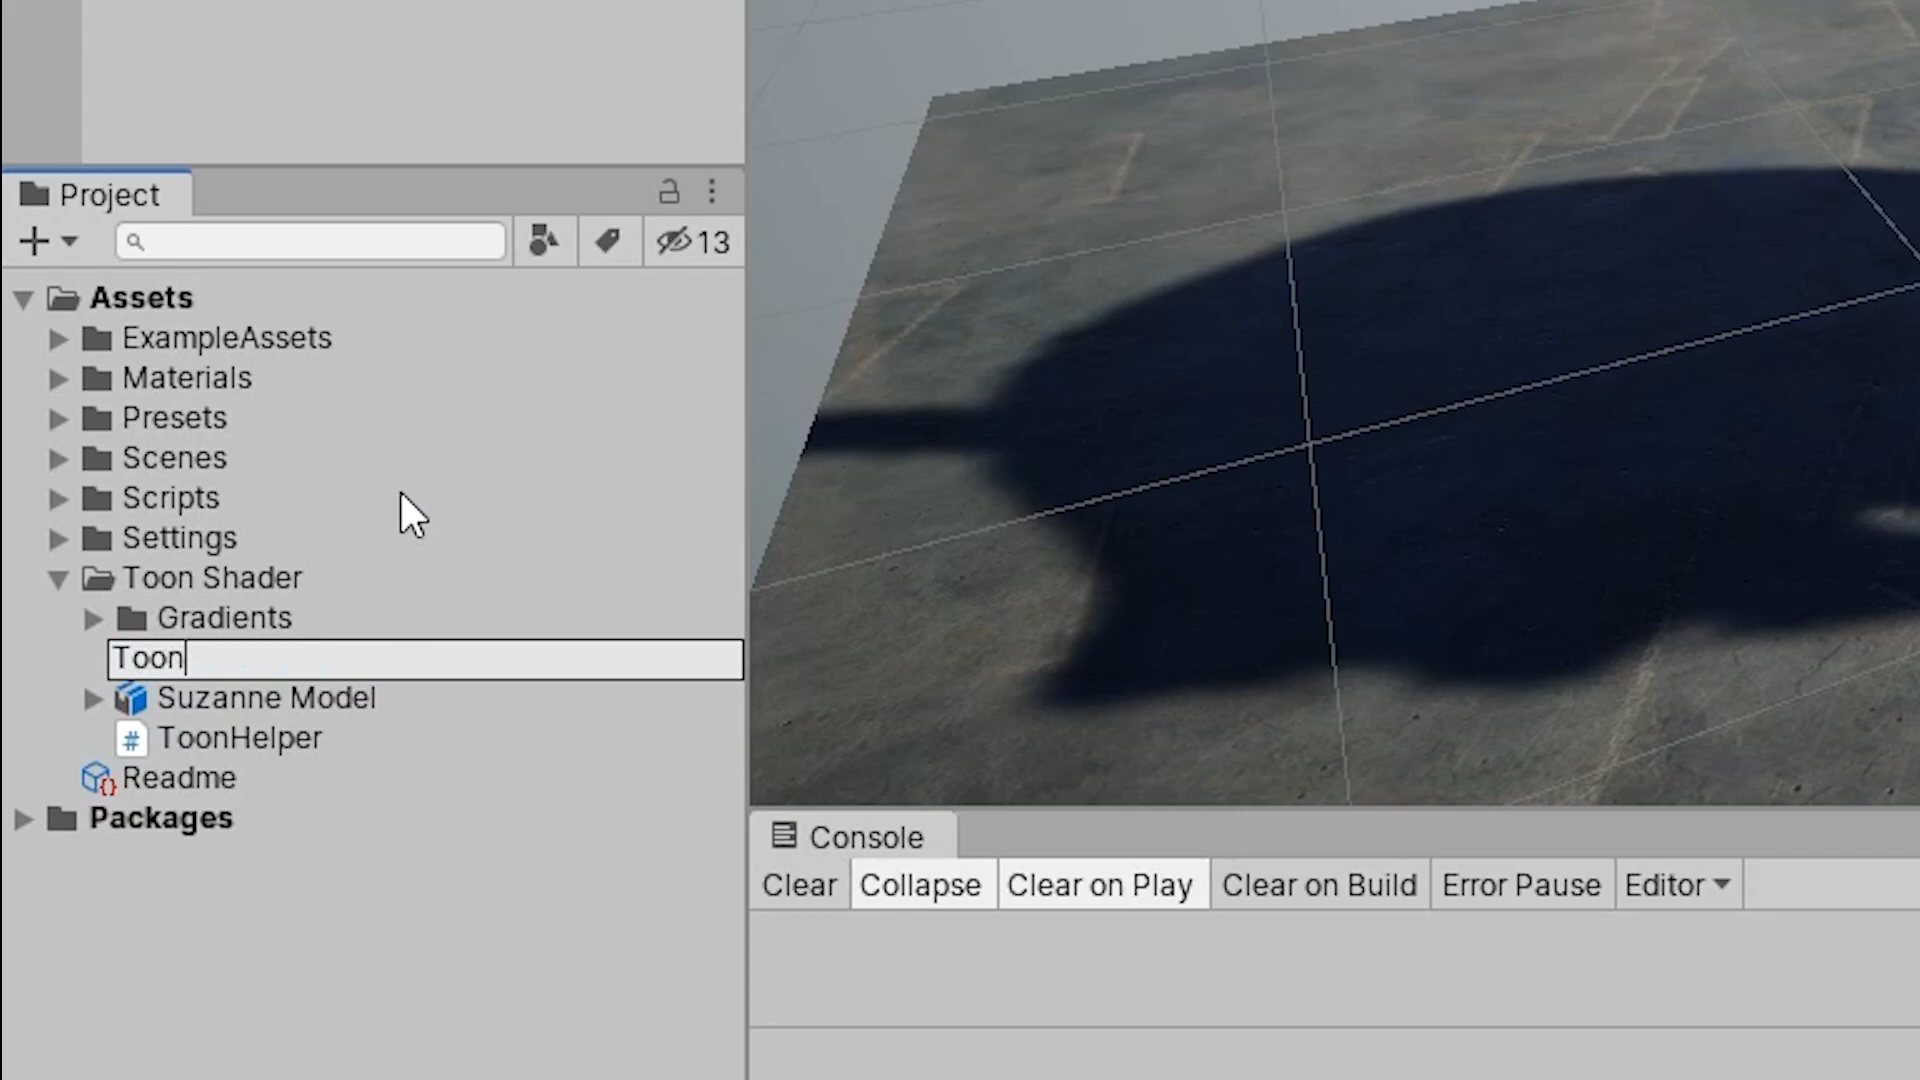 Project
13
Assets
ExampleAssets
Materials
Presets
Scenes
Scripts
Settings
Toon Shader
Gradients
Toon
Suzanne Model
ToonHelper
Readme
Packages
Console
Clear Collapse Clear on Play Clear on Build Error Pause Editor